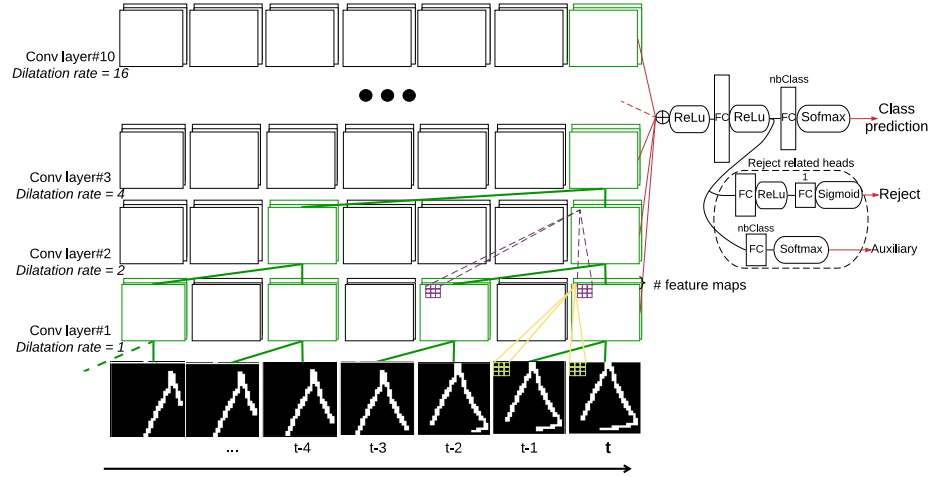 Conv layer#10
Dilatation rate = 16
Conv layer#3
Dilatation rate = 4
Conv layer#2
Dilatation rate = 2
Conv layer#1
Dilatation rate = 1
... t-4 t-3 t-2 t-1 t
} # feature maps
ReLu
FC
ReLu
nbClass
FC
Sofmax
Class
prediction
Reject related heads
FC
ReLu
1
FC
Sigmoid
Reject
nbClass
FC
Softmax
Auxiliary